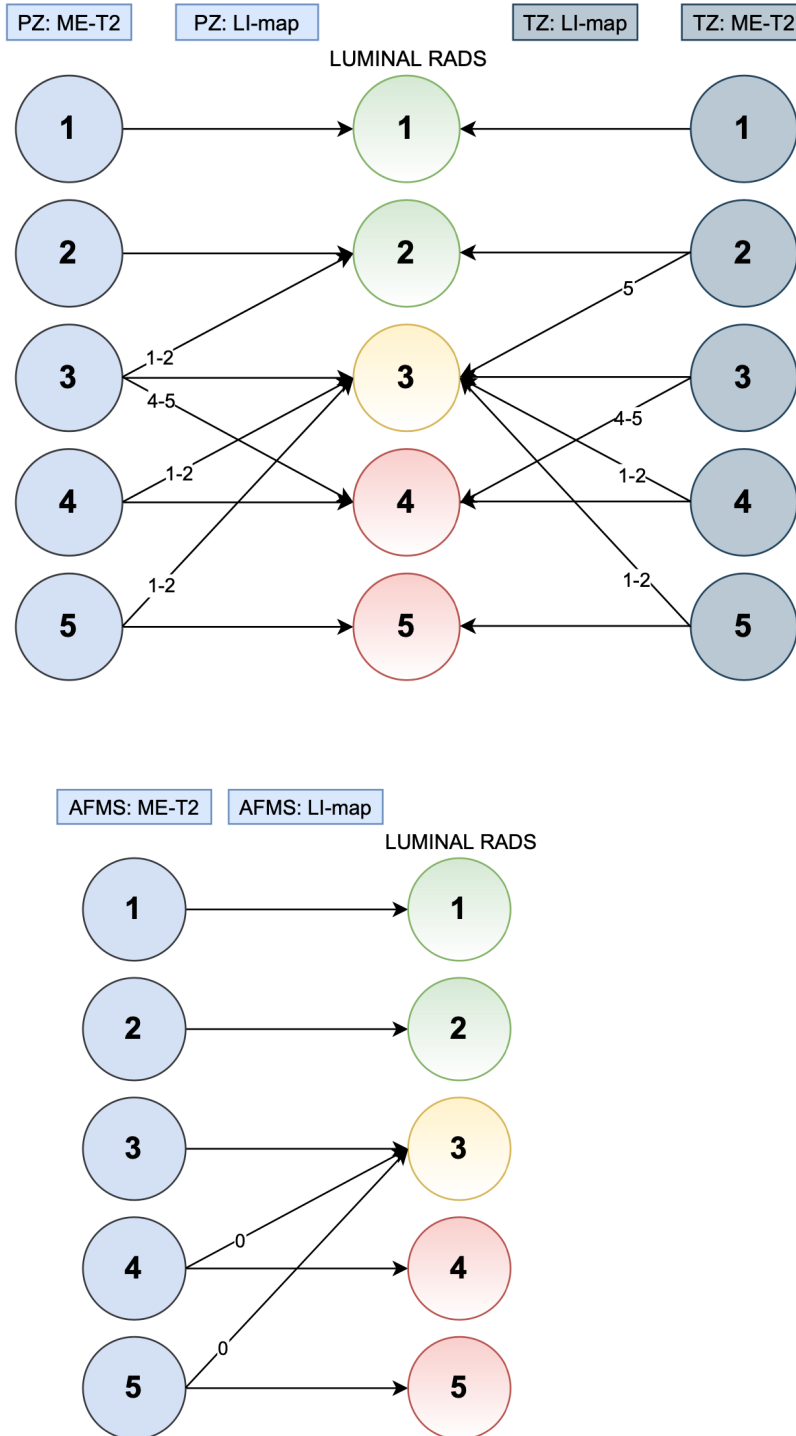 PZ: ME-T2 PZ: LI-map TZ: LI-map TZ: ME-T2
LUMINAL RADS
1 1 1
2 2 2
5
1-2
3 3 3
4-5 4-5
1-2 1-2
4 4 4
1-2 1-2
5 5 5
AFMS: ME-T2 AFMS: LI-map
LUMINAL RADS
1 1
2 2
3 3
0
4 4
0
5 5